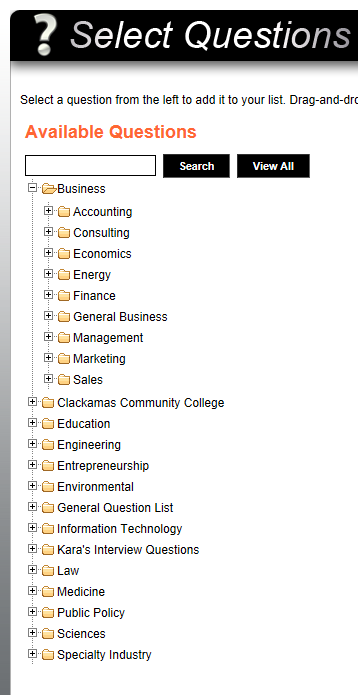 Select Questions
Select a question from the left to add it to your list. Drag-and-
Available Questions
Search View All
Business
Accounting
Consulting
Economics
Energy
Finance
General Business
Management
Marketing
Sales
Clackamas Community College
Education
Engineering
Entrepreneurship
Environmental
General Question List
Information Technology
Kara's Interview Questions
Law
Medicine
Public Policy
Sciences
Specialty Industry